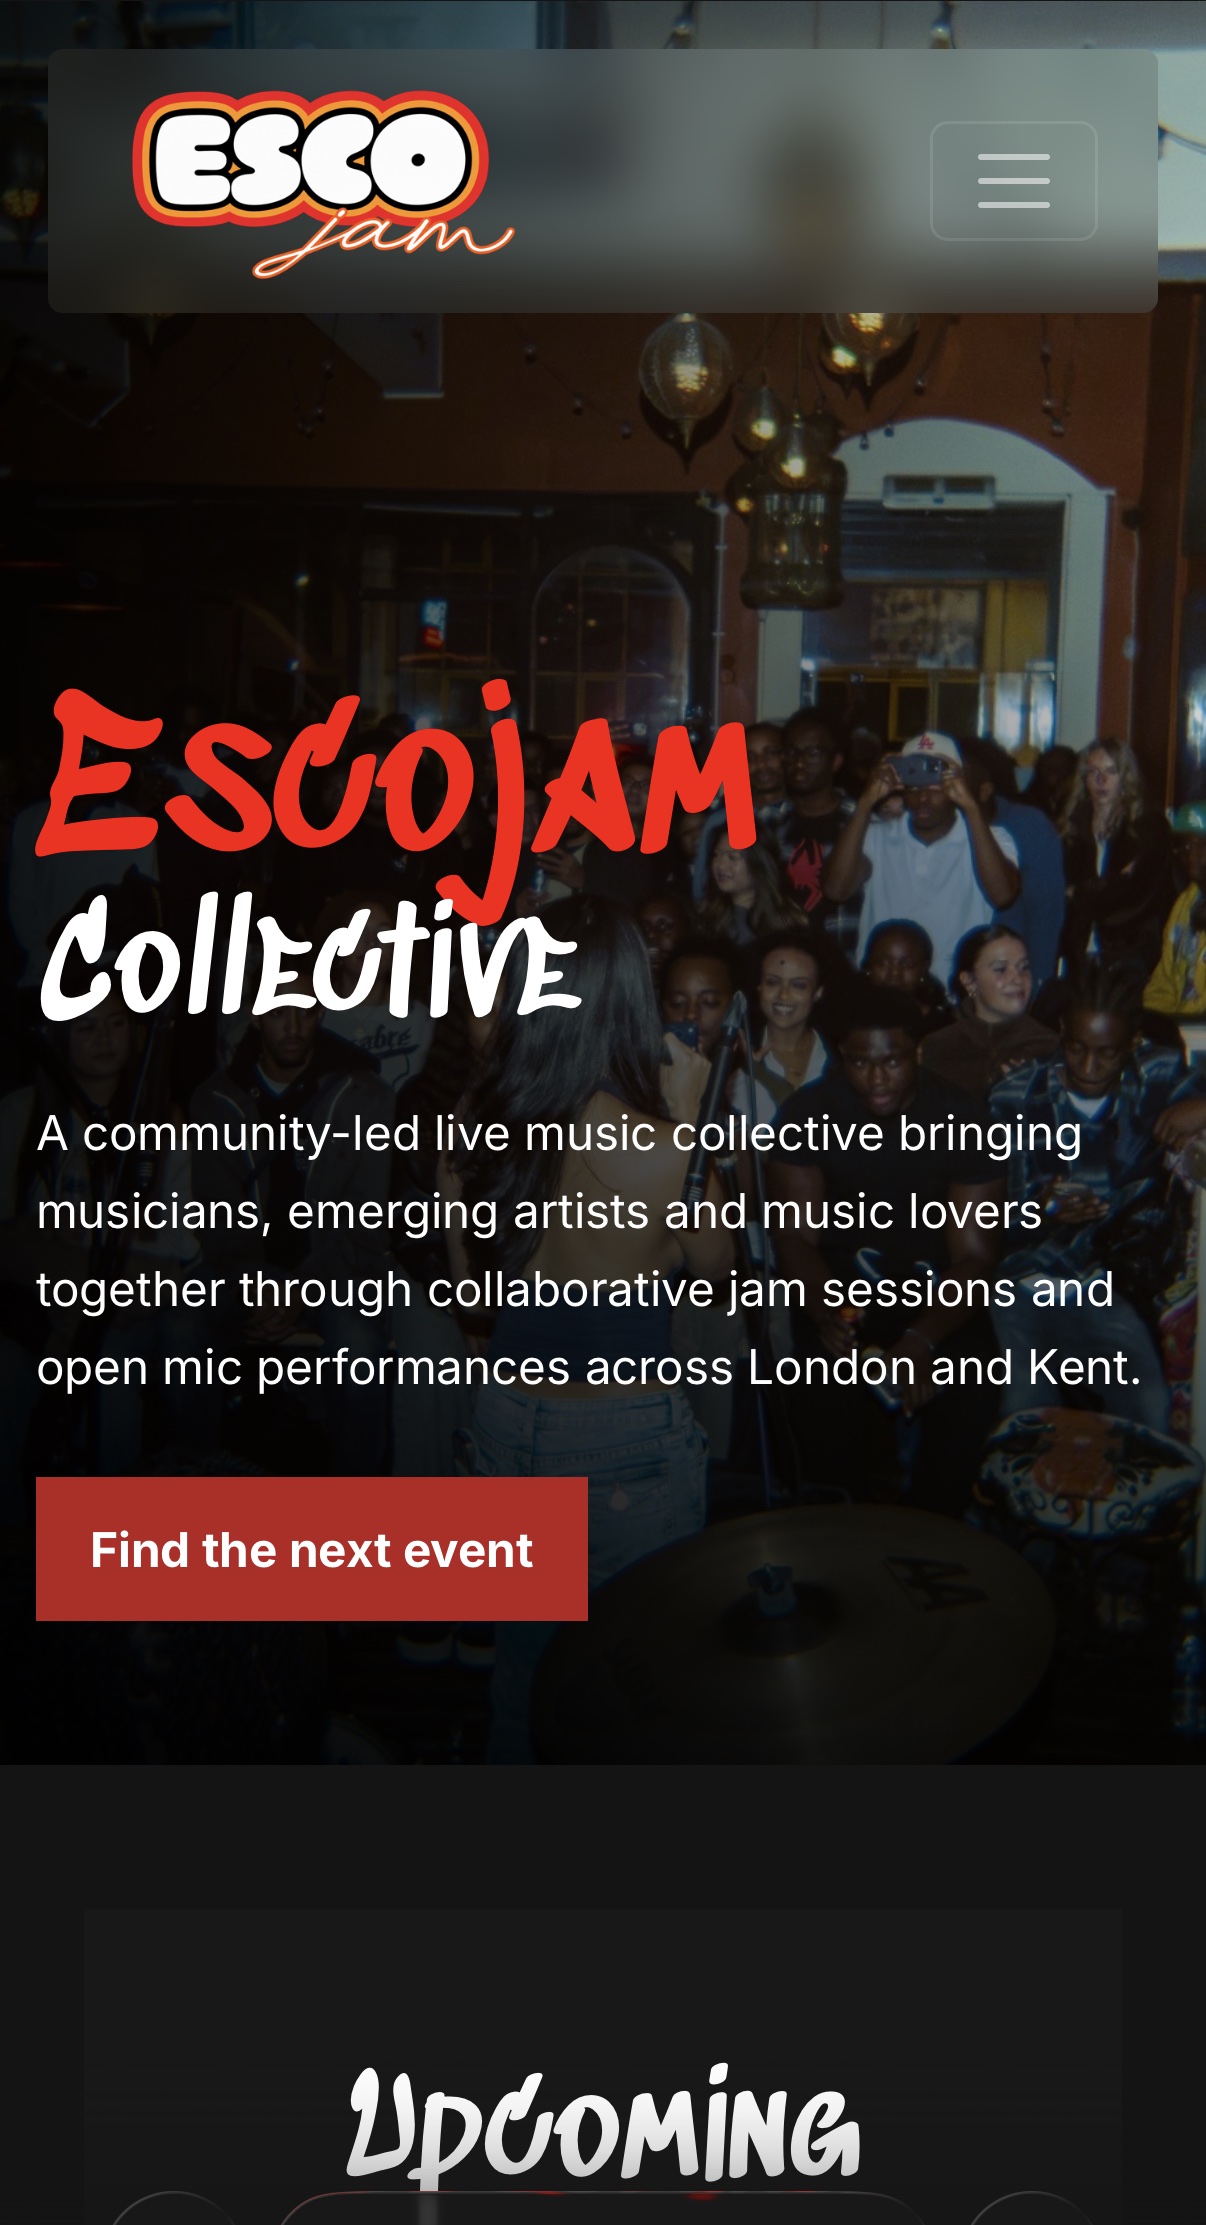 ESCO
jam
EscojAM
CollEctivE
A community-led live music collective bringing
musicians, emerging artists and music lovers
together through collaborative jam sessions and
open mic performances across London and Kent.
Find the next event
UpcoMiNG